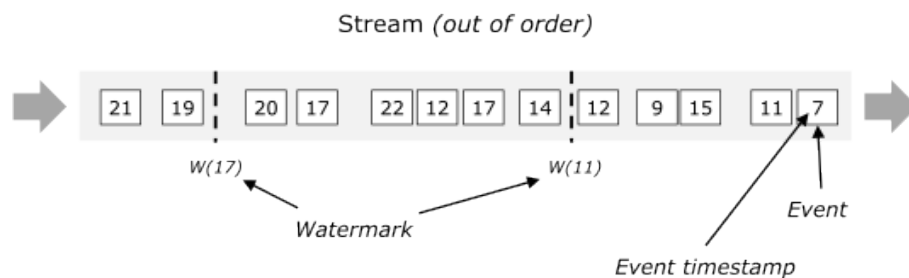 Stream (out of order)
21 19 20 17 22 12 17 14 12 9 15 11 7
W(17) W(11)
Watermark
Event
Event timestamp